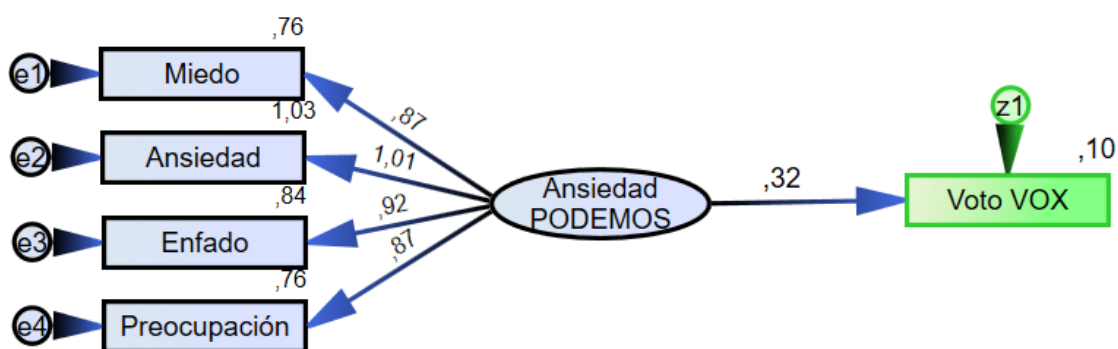 ,76
e1
Miedo
,87
1,03
e2
Ansiedad
1,01
,84
e3
Enfado
,92
,76
e4
Preocupación
,87
Ansiedad
PODEMOS
,32
z1
,10
Voto VOX